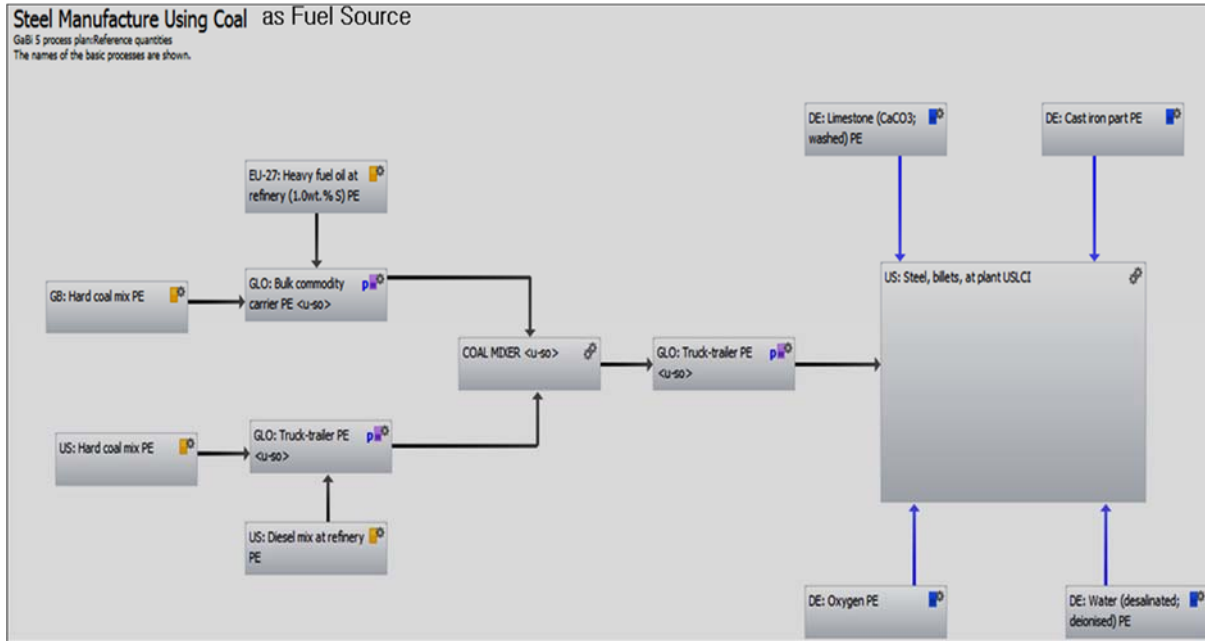 Steel Manufacture Using Coal as Fuel Source
GaBi 5 process plan:Reference quantities
The names of the basic processes are shown.
DE: Limestone (CaCO3;
washed) PE
DE: Cast iron part PE
EU-27: Heavy fuel oil at
refinery (1.0wt.% S) PE
GB: Hard coal mix PE
GLO: Bulk commodity
carrier PE <u-so>
p
US: Steel, billets, at plant USLCI
COAL MIXER <u-so>
GLO: Truck-trailer PE
<u-so>
p
US: Hard coal mix PE
GLO: Truck-trailer PE
<u-so>
p
US: Diesel mix at refinery
PE
DE: Oxygen PE
DE: Water (desalinated;
deionised) PE